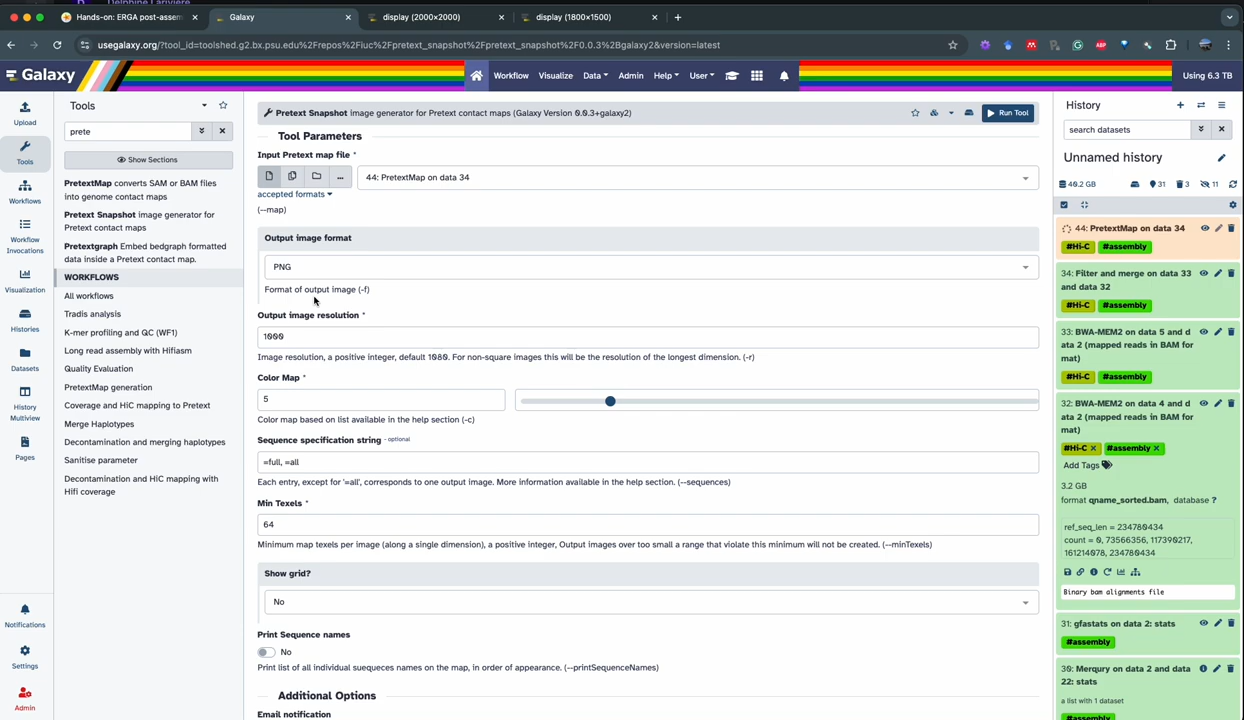 Delphine Larivière
Hands-on: ERGA post-assem
Galaxy
display (2000×2000)
display (1800×1500)
usegalaxy.org/?tool_id=toolshed.g2.bx.psu.edu%2Frepos%2Fiuc%2Fpretext_snapshot%2Fpretext_snapshot%2F0.0.3%2Bgalaxy2&version=latest
Galaxy
Workflow
Visualize
Data
Admin
Help
User
Using 6.3 TB
Upload
Tools
Workflows
Workflow
Invocations
Visualization
Histories
Datasets
History
Multiview
Pages
Notifications
Settings
Admin
Tools
prete
Show Sections
PretextMap converts SAM or BAM files
into genome contact maps
Pretext Snapshot image generator for
Pretext contact maps
Pretextgraph Embed bedgraph formatted
data inside a Pretext contact map.
WORKFLOWS
All workflows
Tradis analysis
K-mer profiling and QC (WF1)
Long read assembly with Hifiasm
Quality Evaluation
PretextMap generation
Coverage and HiC mapping to Pretext
Merge Haplotypes
Decontamination and merging haplotypes
Sanitise parameter
Decontamination and HiC mapping with
Hifi coverage
Pretext Snapshot image generator for Pretext contact maps (Galaxy Version 0.0.3+galaxy2)
Run Tool
Tool Parameters
Input Pretext map file *
44: PretextMap on data 34
accepted formats
(--map)
Output image format
PNG
Format of output image (-f)
Output image resolution *
1000
Image resolution, a positive integer, default 1080. For non-square images this will be the resolution of the longest dimension. (-r)
Color Map *
5
Color map based on list available in the help section (-c)
Sequence specification string - optional
=full, =all
Each entry, except for '=all', corresponds to one output image. More information available in the help section. (--sequences)
Min Texels *
64
Minimum map texels per image (along a single dimension), a positive integer, Output images over too small a range that violate this minimum will not be created. (--minTexels)
Show grid?
No
Print Sequence names
No
Print list of all individual suequeces names on the map, in order of appearance. (--printSequenceNames)
Additional Options
Email notification
History
search datasets
Unnamed history
40.2 GB
31
3
11
44: PretextMap on data 34
#Hi-C
#assembly
34: Filter and merge on data 33
and data 32
#Hi-C
#assembly
33: BWA-MEM2 on data 5 and d
ata 2 (mapped reads in BAM for
mat)
#Hi-C
#assembly
32: BWA-MEM2 on data 4 and d
ata 2 (mapped reads in BAM for
mat)
#Hi-C
#assembly
Add Tags
3.2 GB
format qname_sorted.bam, database ?
ref_seq_len = 234780434
count = 0, 73566356, 117390217,
161214078, 234780434
Binary bam alignments file
31: gfastats on data 2: stats
#assembly
30: Merqury on data 2 and data
22: stats
a list with 1 dataset
#assembly